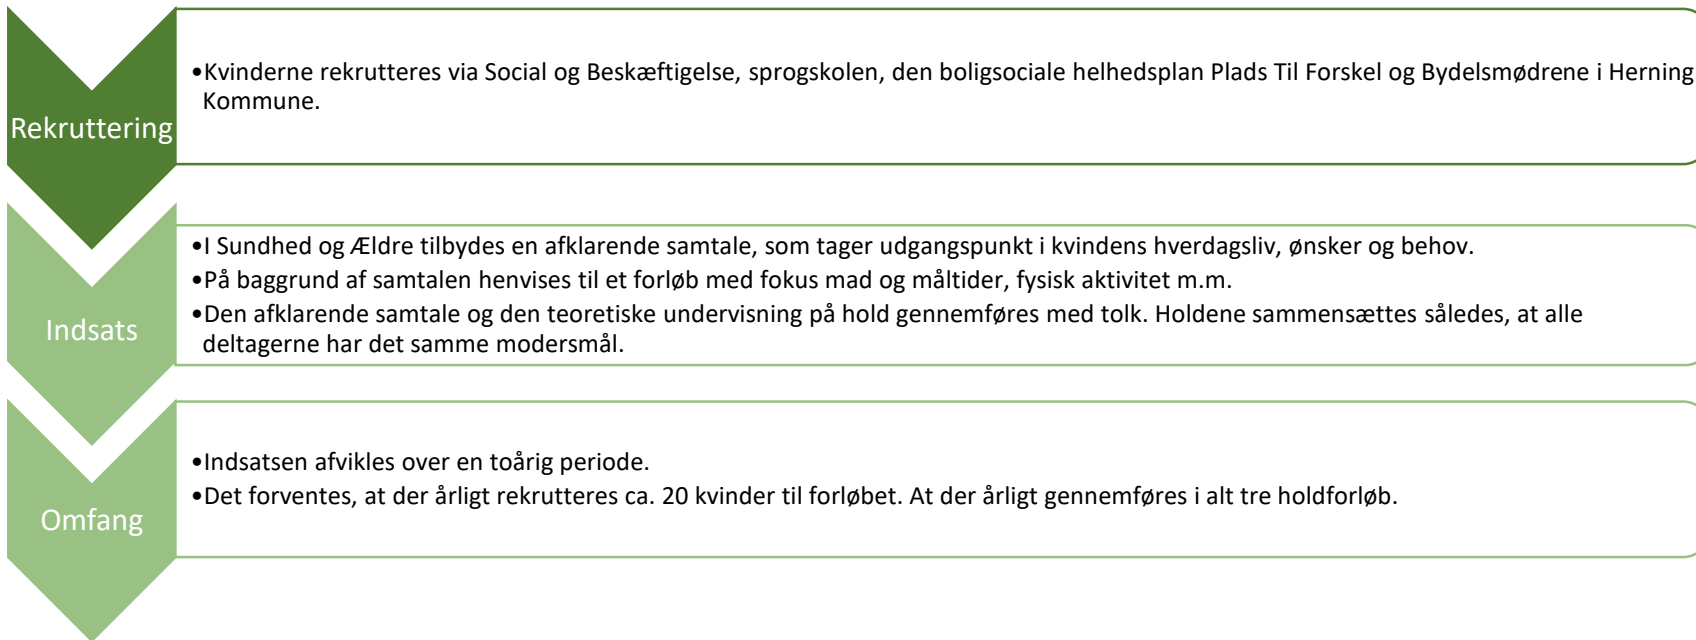 Rekruttering
•Kvinderne rekrutteres via Social og Beskæftigelse, sprogskolen, den boligsociale helhedsplan Plads Til Forskel og Bydelsmødrene i Herning
Kommune.
Indsats
•I Sundhed og Ældre tilbydes en afklarende samtale, som tager udgangspunkt i kvindens hverdagsliv, ønsker og behov.
•På baggrund af samtalen henvises til et forløb med fokus mad og måltider, fysisk aktivitet m.m.
•Den afklarende samtale og den teoretiske undervisning på hold gennemføres med tolk. Holdene sammensættes således, at alle
deltagerne har det samme modersmål.
Omfang
•Indsatsen afvikles over en toårig periode.
•Det forventes, at der årligt rekrutteres ca. 20 kvinder til forløbet. At der årligt gennemføres i alt tre holdforløb.